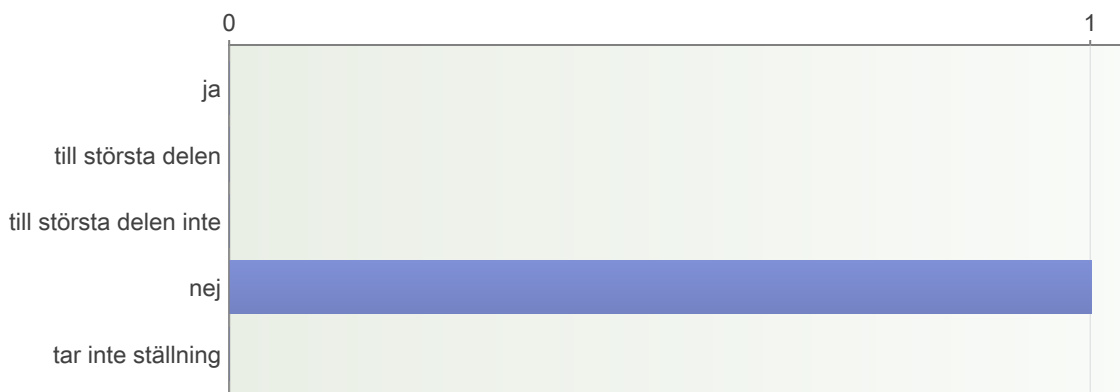 0 1
ja
till största delen
till största delen inte
nej
tar inte ställning